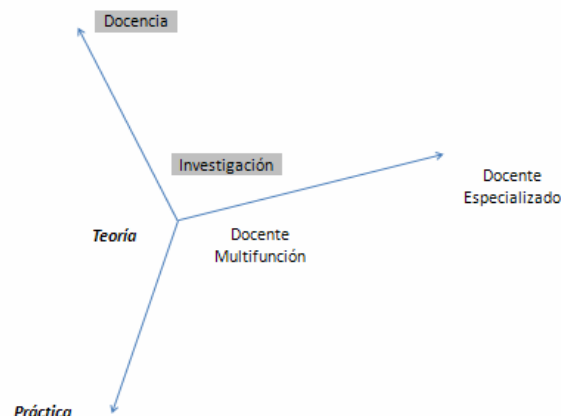 Docencia
Investigación
Docente
Especializado
Teoría
Docente
Multifunción
Práctica